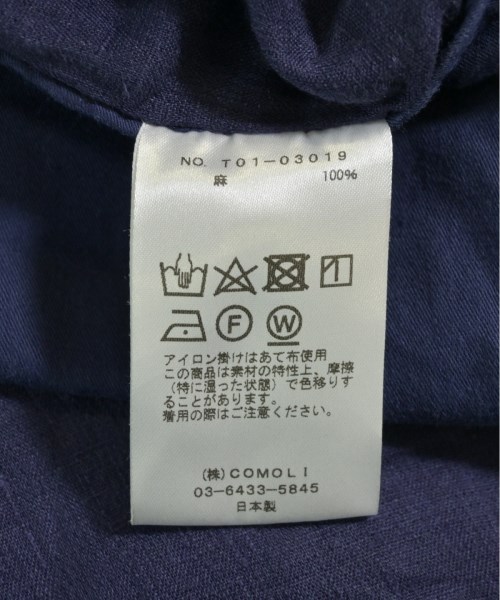 NO. T01-03019
麻 100%
F W
アイロン掛けはあて布使用
この商品は素材の特性上、摩擦
(特に湿った状態)で色移りす
ることがあります。
着用の際はご注意ください。
(株)COMOLI
03-6433-5845
日本製